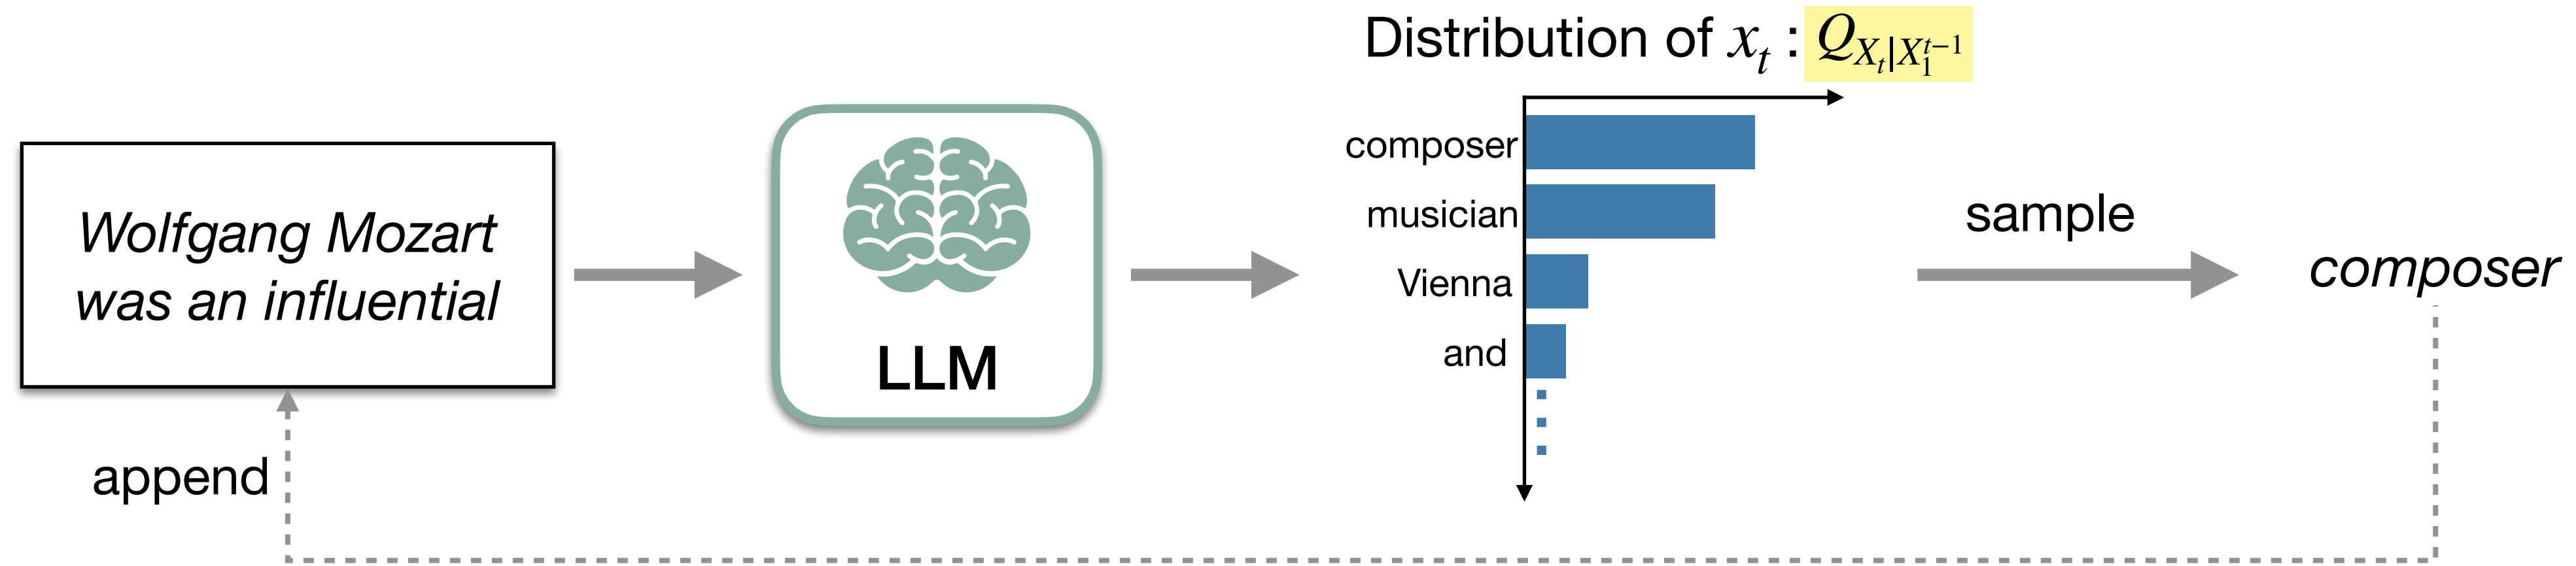 Distribution of x_t : Q_{X_t|X_1^{t-1}}
Wolfgang Mozart
was an influential
LLM
composer
musician
Vienna
and
sample
composer
append